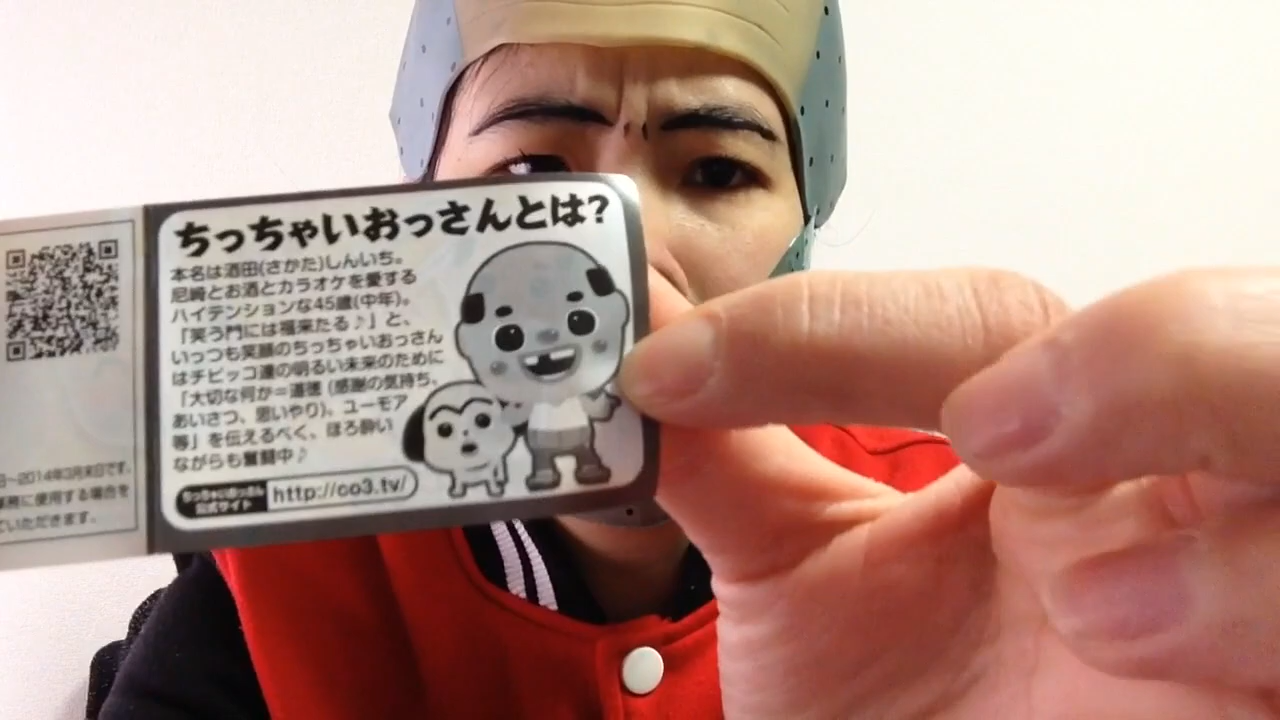 ちっちゃいおっさんとは?
本名は酒田(さかた)しんいち。
尼崎とお酒とカラオケを愛する
ハイテンションな45歳(中年)。
「笑う門には福来たる♪」と、
いっつも笑顔のちっちゃいおっさん
はチビッコ達の明るい未来のために
「大切な何か=道徳（感謝の気持ち、
あいさつ、思いやり)、ユーモア
等」を伝えるべく、ほろ酔い
ながらも奮闘中♪
ちっちゃいおっさん
公式サイト
http://co3.tv/
~2014年3月末日です。
に使用する場合を
ていただきます。